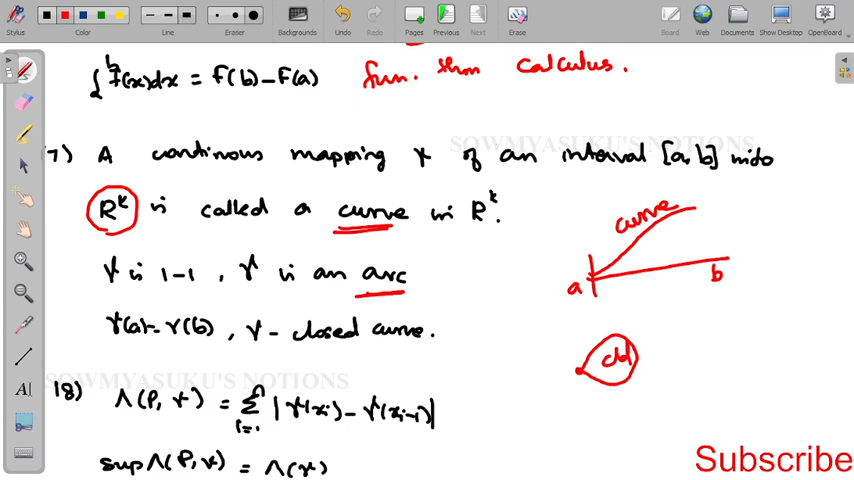 Stylus
Color
Line
Eraser
Backgrounds
Undo
Redo
Pages
Previous
Next
Erase
Board
Web
Documents
Show Desktop
OpenBoard
∫ₐᵇ f(x)dx = F(b) – F(a) fun. thm calculus.
SOWMYASUKU'S NOTIONS
17) A continous mapping γ of an interval [a, b] into
R^k is called a curve in R^k.
curve
a b
γ is 1-1, γ is an arc
γ(a) = γ(b), γ - closed curve.
cld
SOWMYASUKU'S NOTIONS
18) Λ(P, γ) = Σ_{i=1}^{n} |γ(xi) – γ(xi-1)|
sup Λ(P, γ) = Λ(γ)
Subscribe